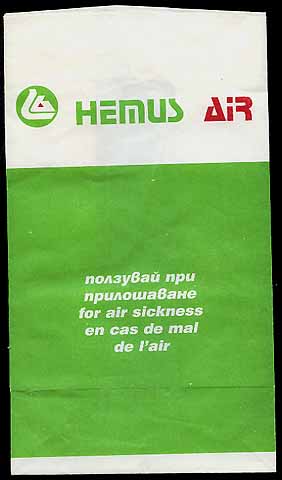 HEMUS AiR
ползувай при
прилошаване
for air sickness
en cas de mal
de l'air